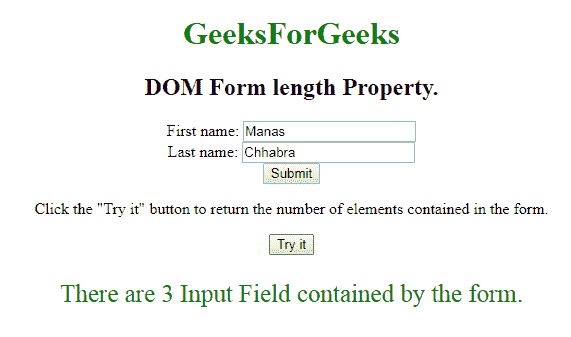 GeeksForGeeks
DOM Form length Property.
First name: Manas
Last name: Chhabra
Submit
Click the "Try it" button to return the number of elements contained in the form.
Try it
There are 3 Input Field contained by the form.